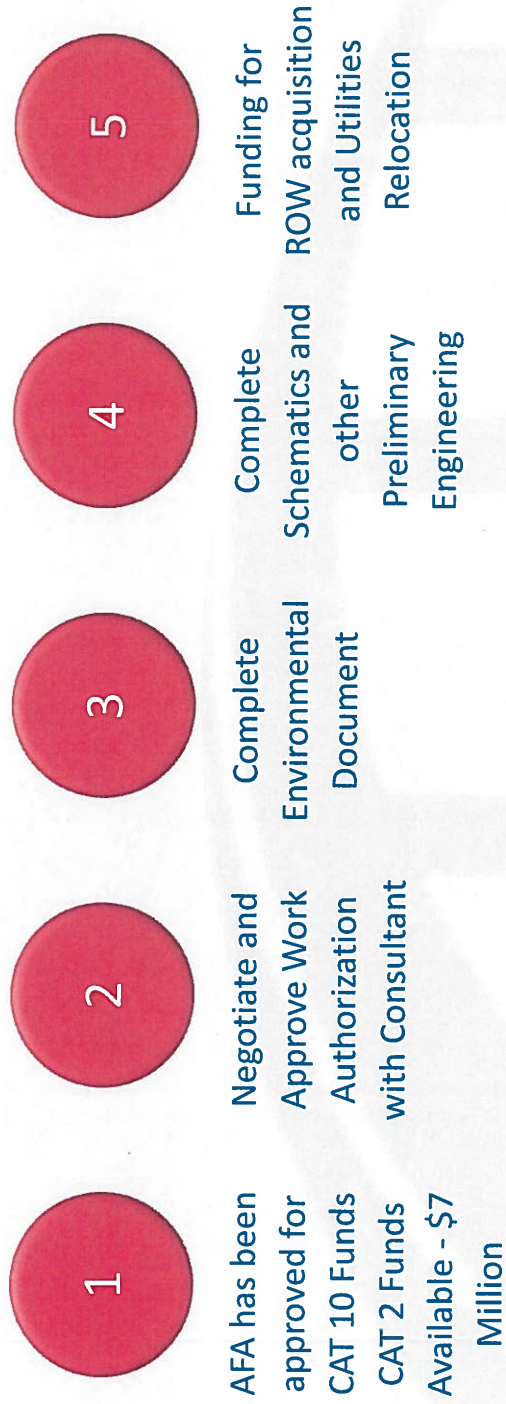 1
AFA has been
approved for
CAT 10 Funds
CAT 2 Funds
Available - $7
Million
2
Negotiate and
Approve Work
Authorization
with Consultant
3
Complete
Environmental
Document
4
Complete
Schematics and
other
Preliminary
Engineering
5
Funding for
ROW acquisition
and Utilities
Relocation